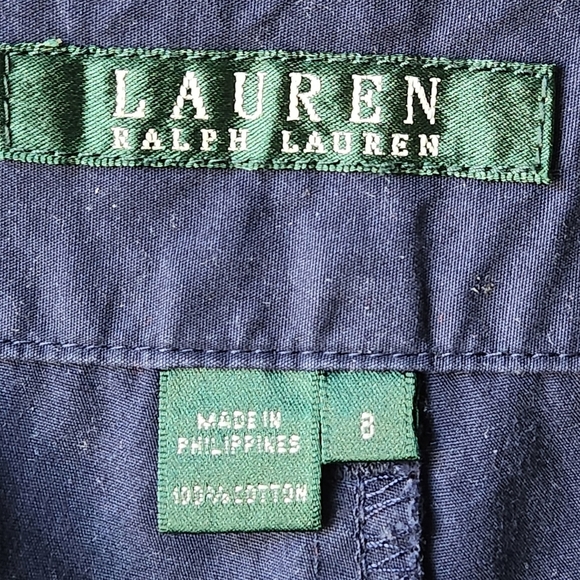 LAUREN
RALPH LAUREN
MADE IN
PHILIPPINES
8
100% COTTON